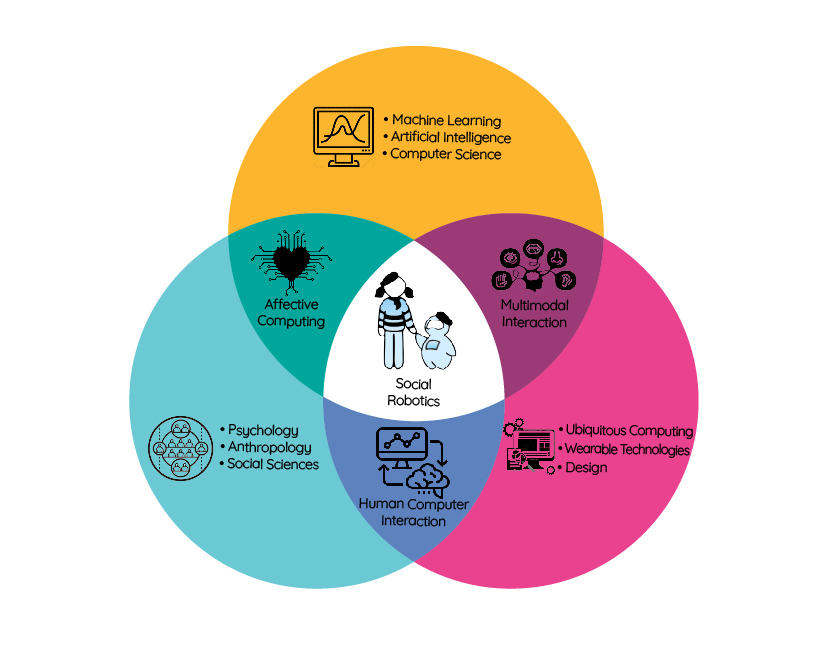 • Machine Learning
• Artificial Intelligence
• Computer Science
Affective
Computing
Multimodal
Interaction
Social
Robotics
• Psychology
• Anthropology
• Social Sciences
• Ubiquitous Computing
• Wearable Technologies
• Design
Human Computer
Interaction